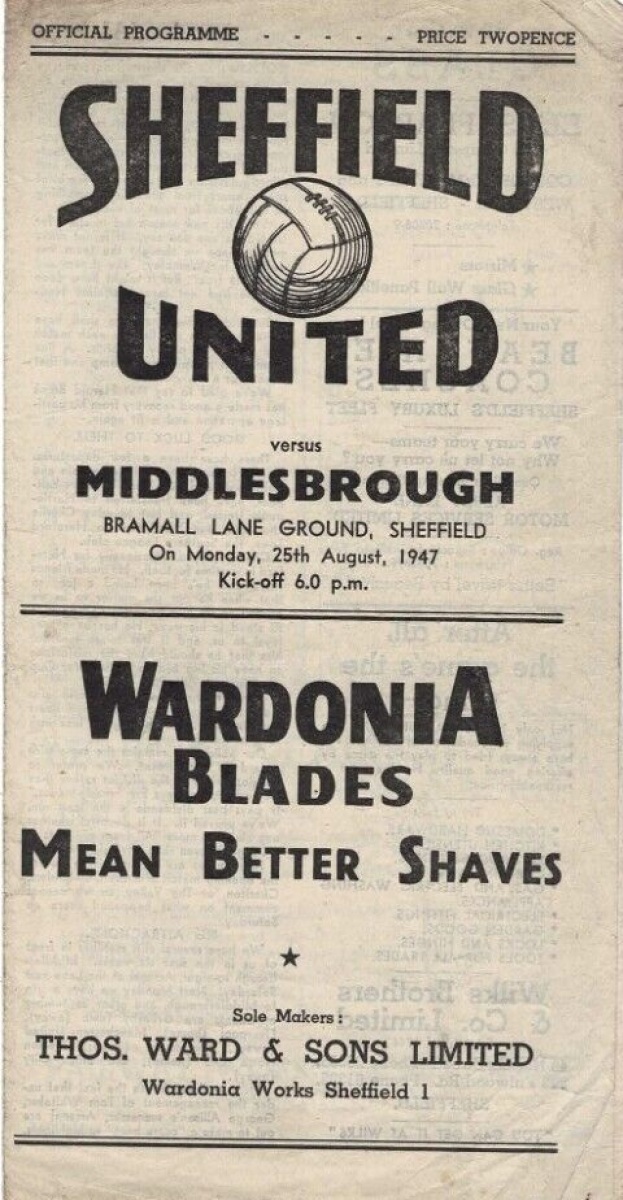 OFFICIAL PROGRAMME - - - - - PRICE TWOPENCE
SHEFFIELD
UNITED
versus
MIDDLESBROUGH
BRAMALL LANE GROUND, SHEFFIELD
On Monday, 25th August, 1947
Kick-off 6.0 p.m.
WARDONIA
BLADES
MEAN BETTER SHAVES
Sole Makers:
THOS. WARD & SONS LIMITED
Wardonia Works Sheffield 1